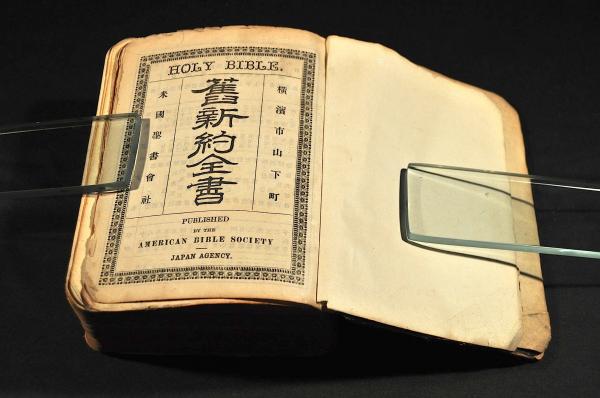 HOLY BIBLE.
横濱市山下町
舊新約全書
米國聖書會社
PUBLISHED
BY THE
AMERICAN BIBLE SOCIETY
JAPAN AGENCY.